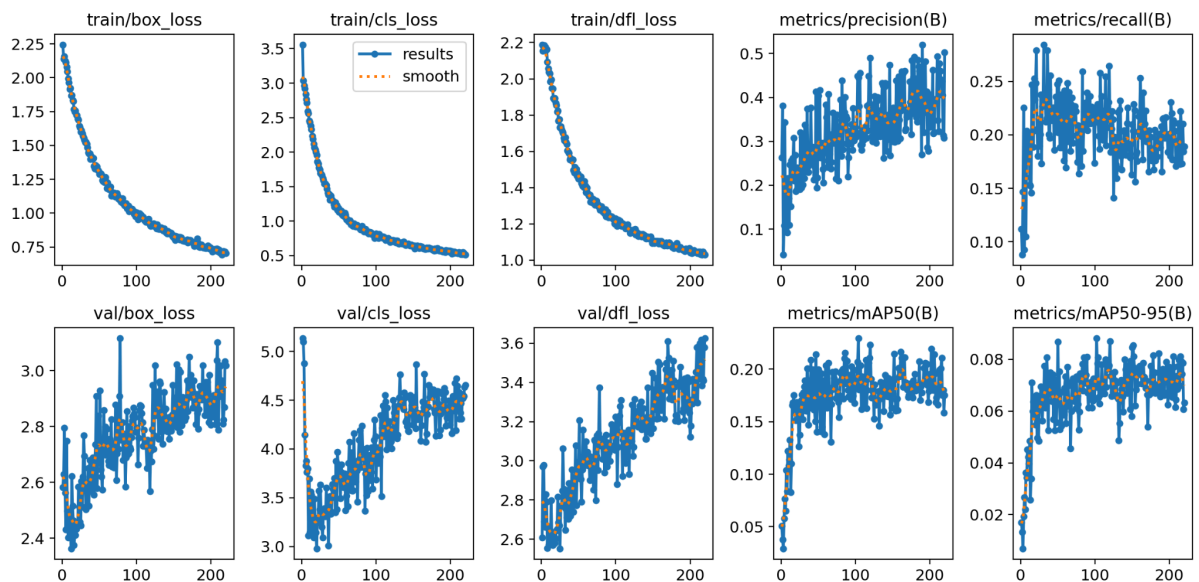 train/box_loss
train/cls_loss
train/dfl_loss
metrics/precision(B)
metrics/recall(B)
2.25
2.00
1.75
1.50
1.25
1.00
0.75
0 100 200
3.5
3.0
2.5
2.0
1.5
1.0
0.5
0 100 200
results
smooth
2.2
2.0
1.8
1.6
1.4
1.2
1.0
0 100 200
0.5
0.4
0.3
0.2
0.1
0 100 200
0.25
0.20
0.15
0.10
0 100 200
val/box_loss
val/cls_loss
val/dfl_loss
metrics/mAP50(B)
metrics/mAP50-95(B)
3.0
2.8
2.6
2.4
0 100 200
5.0
4.5
4.0
3.5
3.0
0 100 200
3.6
3.4
3.2
3.0
2.8
2.6
0 100 200
0.20
0.15
0.10
0.05
0 100 200
0.08
0.06
0.04
0.02
0 100 200